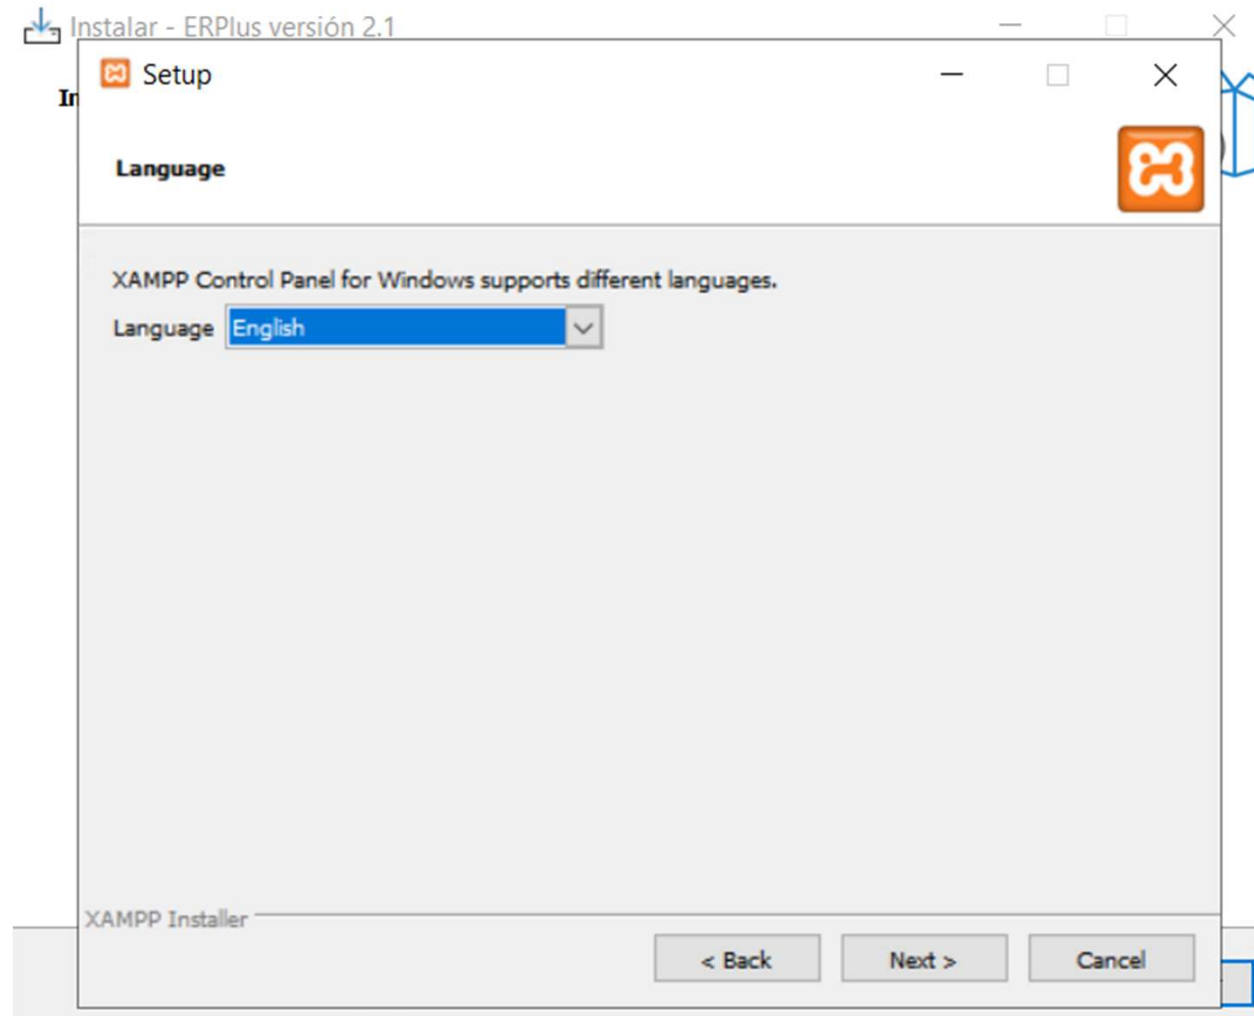 Instalar - ERPlus versión 2.1
Setup
Language
XAMPP Control Panel for Windows supports different languages.
Language English
XAMPP Installer
< Back Next > Cancel